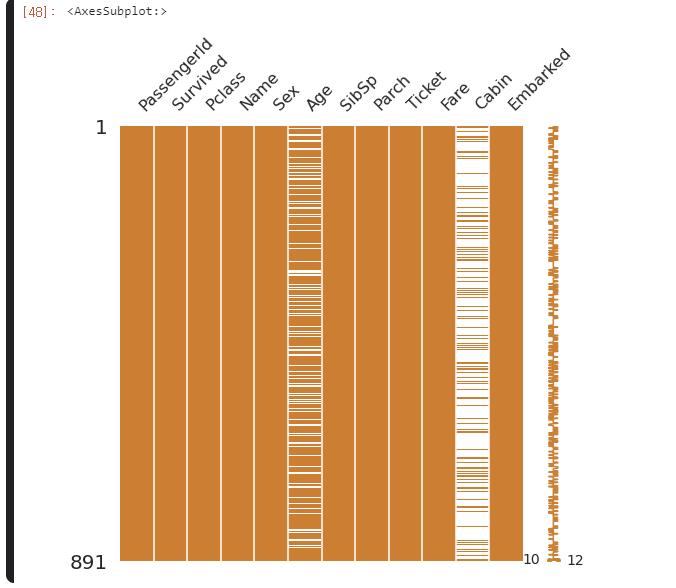 [48]: <AxesSubplot:>
PassengerId
Survived
Pclass
Name
Sex
Age
SibSp
Parch
Ticket
Fare
Cabin
Embarked
1
891
10
12